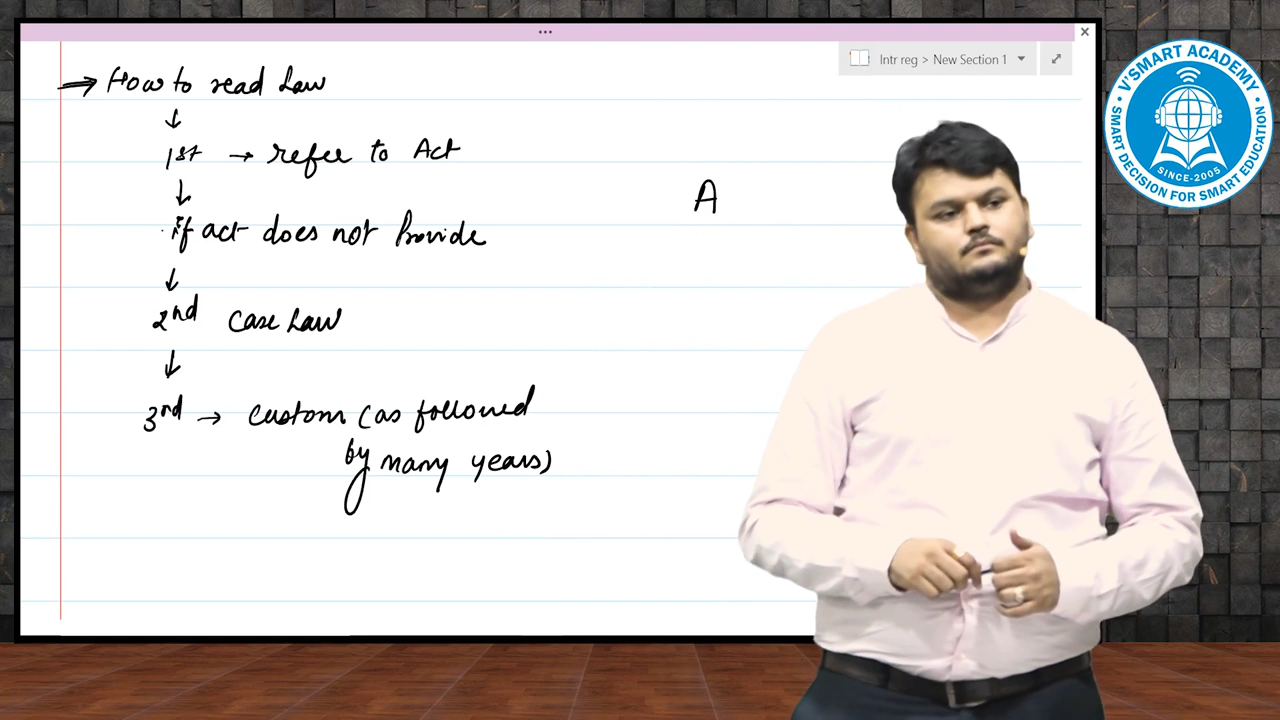 Intr reg > New Section 1
→ How to read Law
↓
1st → refer to Act
↓
if act does not Provide
↓
2nd Case Law
↓
3rd → Custom (as followed
by many years)
A
V'SMART ACADEMY
SINCE-2005
SMART DECISION FOR SMART EDUCATION